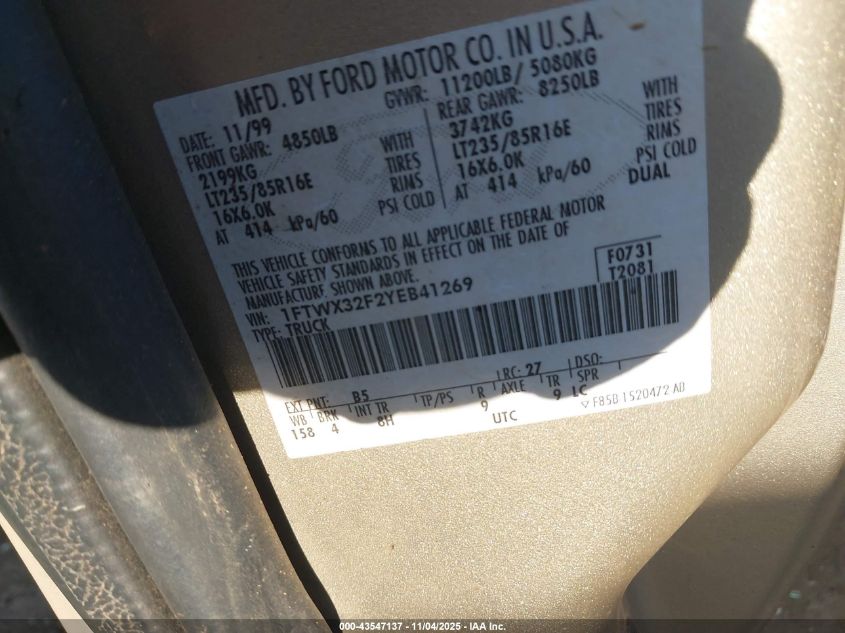 MFD. BY FORD MOTOR CO. IN U.S.A.
DATE: 11/99 GVWR: 11200LB/ 5080KG
FRONT GAWR: 4850LB REAR GAWR: 8250LB
2199KG WITH 3742KG WITH
LT235/85R16E TIRES LT235/85R16E TIRES
16X6.0K RIMS 16X6.0K RIMS
AT 414 kPa/60 PSI COLD AT 414 kPa/60 PSI COLD
DUAL
THIS VEHICLE CONFORMS TO ALL APPLICABLE FEDERAL MOTOR
VEHICLE SAFETY STANDARDS IN EFFECT ON THE DATE OF
MANUFACTURE SHOWN ABOVE.
F0731
T2081
VIN: 1FTWX32F2YEB41269
TYPE: TRUCK
EXT PNT: B5 RC: 27 DSO:
WB BRK INT TR TP/PS R AXLE TR SPR
158 4 8H 9 9 LC
UTC F85B 1520472 AD
000-43547137 - 11/04/2025 - IAA Inc.